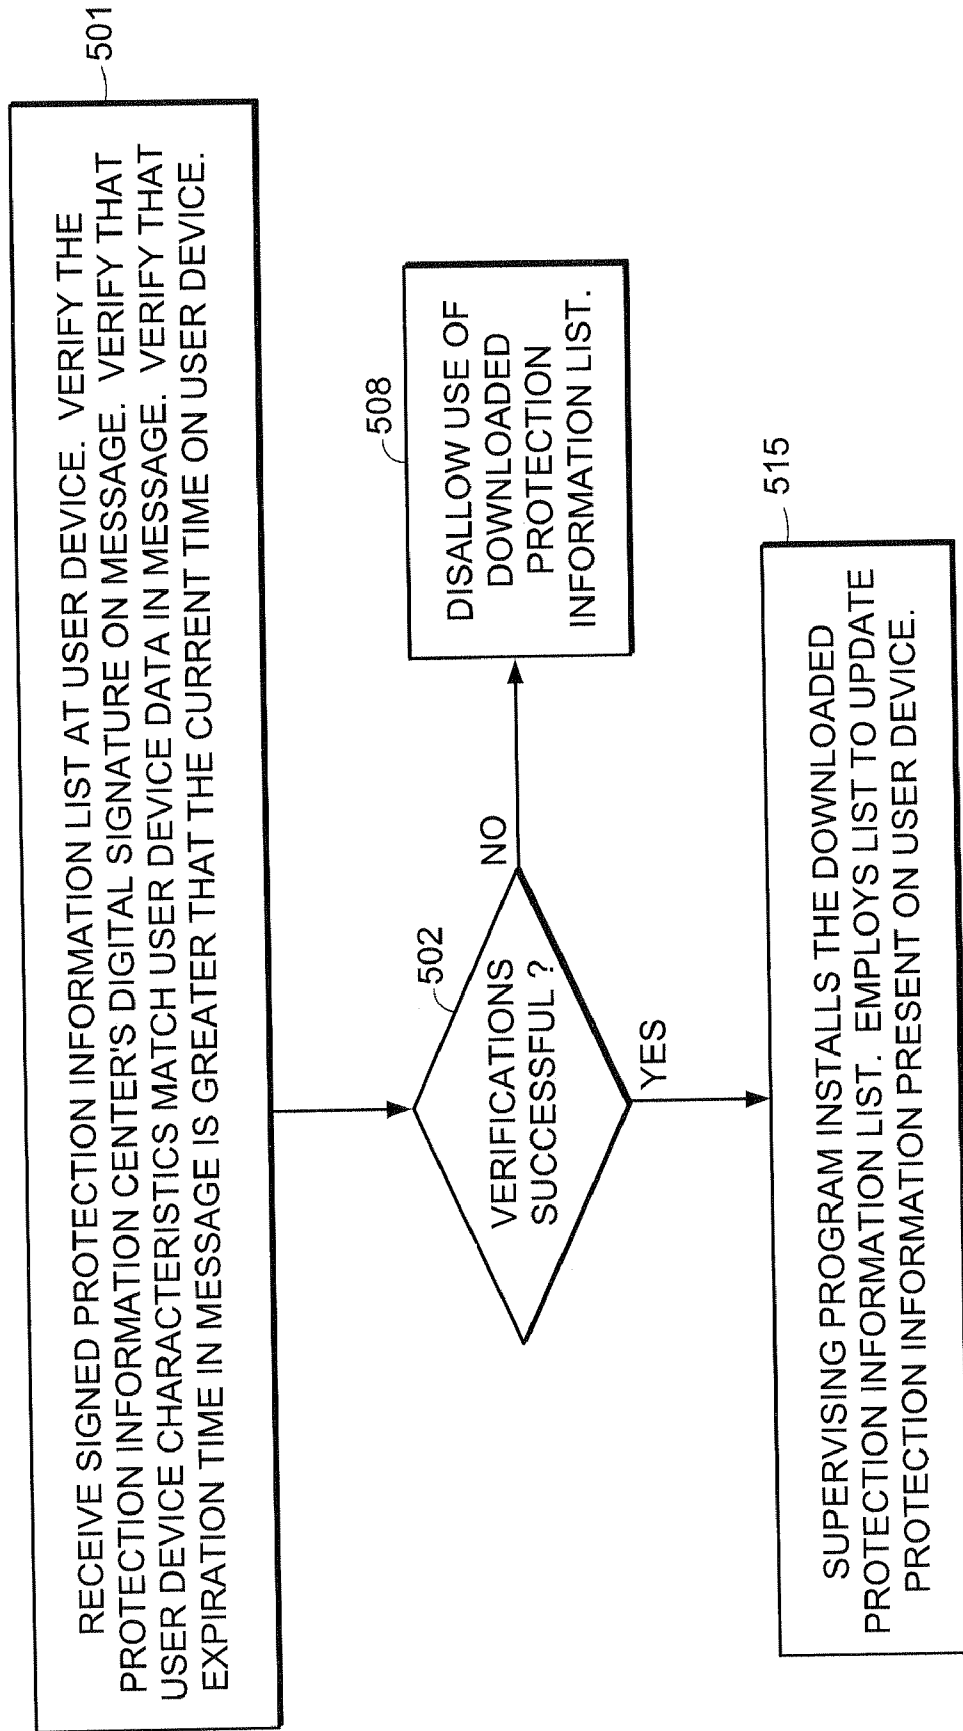 501
RECEIVE SIGNED PROTECTION INFORMATION LIST AT USER DEVICE. VERIFY THE
PROTECTION INFORMATION CENTER'S DIGITAL SIGNATURE ON MESSAGE. VERIFY THAT
USER DEVICE CHARACTERISTICS MATCH USER DEVICE DATA IN MESSAGE. VERIFY THAT
EXPIRATION TIME IN MESSAGE IS GREATER THAT THE CURRENT TIME ON USER DEVICE.
502
VERIFICATIONS
SUCCESSFUL ?
NO
508
DISALLOW USE OF
DOWNLOADED
PROTECTION
INFORMATION LIST.
YES
515
SUPERVISING PROGRAM INSTALLS THE DOWNLOADED
PROTECTION INFORMATION LIST. EMPLOYS LIST TO UPDATE
PROTECTION INFORMATION PRESENT ON USER DEVICE.